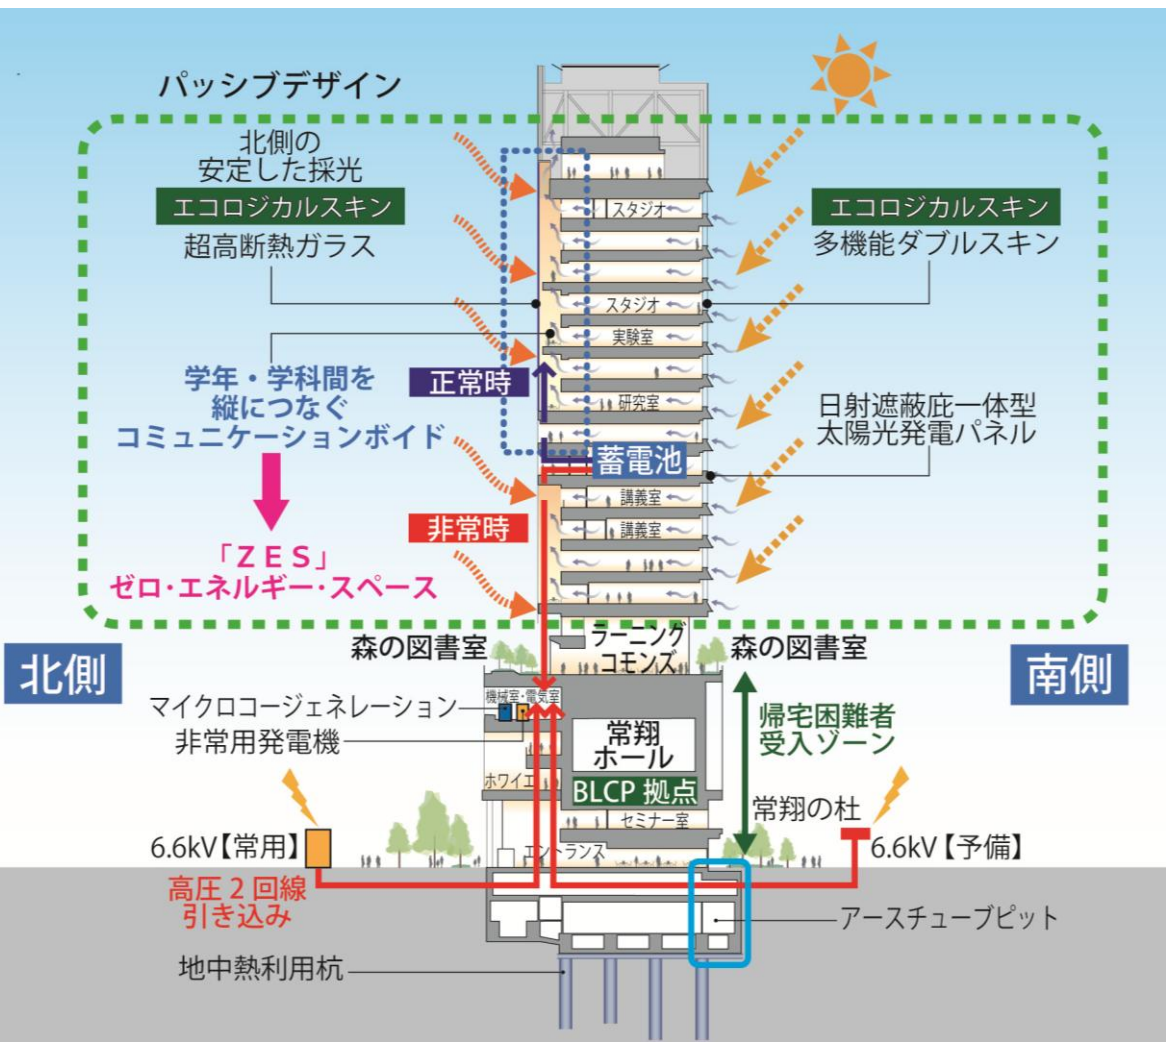 パッシブデザイン
北側の
安定した採光
エコロジカルスキン
超高断熱ガラス
エコロジカルスキン
多機能ダブルスキン
スタジオ
スタジオ
実験室
研究室
学年・学科間を
縦につなぐ
コミュニケーションボイド
正常時
日射遮蔽庇一体型
太陽光発電パネル
蓄電池
講義室
講義室
非常時
「ZES」
ゼロ・エネルギー・スペース
北側
南側
森の図書室
ラーニング
コモンズ
森の図書室
機械室・電気室
マイクロコージェネレーション
非常用発電機
常翔
ホール
帰宅困難者
受入ゾーン
ホワイエ
BLCP 拠点
セミナー室
常翔の杜
エントランス
6.6kV【常用】
6.6kV【予備】
高圧2回線
引き込み
アースチューブピット
地中熱利用杭